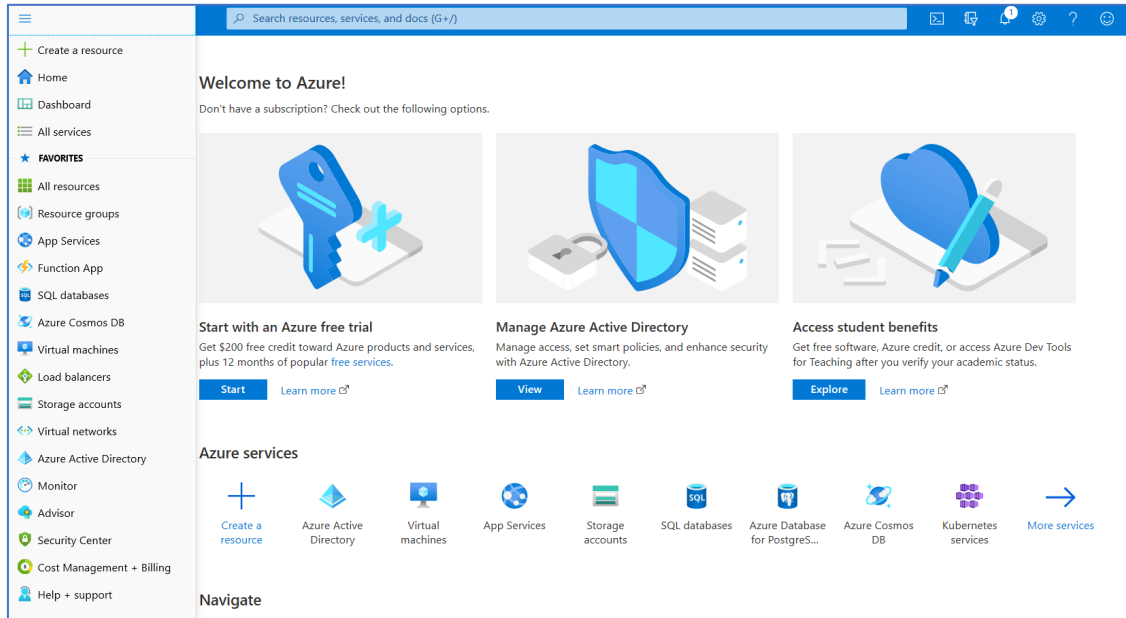 Search resources, services, and docs (G+/)
1
Create a resource
Home
Dashboard
All services
FAVORITES
All resources
Resource groups
App Services
Function App
SQL databases
Azure Cosmos DB
Virtual machines
Load balancers
Storage accounts
Virtual networks
Azure Active Directory
Monitor
Advisor
Security Center
Cost Management + Billing
Help + support
Welcome to Azure!
Don't have a subscription? Check out the following options.
Start with an Azure free trial
Get $200 free credit toward Azure products and services,
plus 12 months of popular free services.
Start
Learn more
Manage Azure Active Directory
Manage access, set smart policies, and enhance security
with Azure Active Directory.
View
Learn more
Access student benefits
Get free software, Azure credit, or access Azure Dev Tools
for Teaching after you verify your academic status.
Explore
Learn more
Azure services
Create a
resource
Azure Active
Directory
Virtual
machines
App Services
Storage
accounts
SQL
SQL databases
Azure Database
for PostgreS...
Azure Cosmos
DB
Kubernetes
services
More services
Navigate